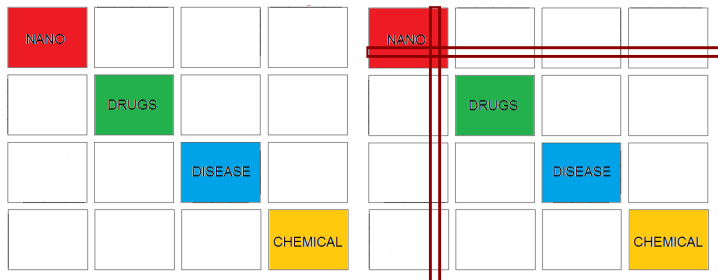 NANO
DRUGS
DISEASE
CHEMICAL
NANO
DRUGS
DISEASE
CHEMICAL